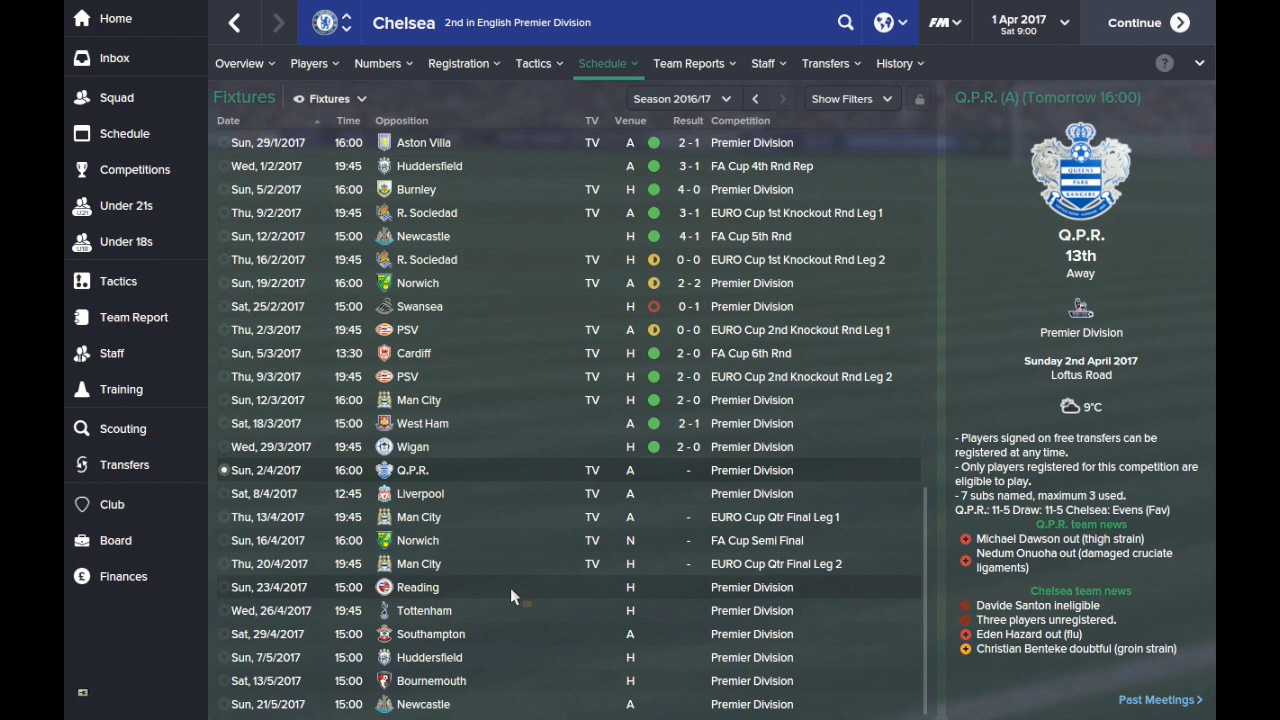 Home
Inbox
Squad
Schedule
Competitions
Under 21s
Under 18s
Tactics
Team Report
Staff
Training
Scouting
Transfers
Club
Board
Finances
Chelsea 2nd in English Premier Division
FM
1 Apr 2017
Sat 9:00
Continue
Overview Players Numbers Registration Tactics Schedule Team Reports Staff Transfers History
Fixtures Fixtures Season 2016/17 Show Filters
Date Time Opposition TV Venue Result Competition
Sun, 29/1/2017 16:00 Aston Villa TV A 2 - 1 Premier Division
Wed, 1/2/2017 19:45 Huddersfield A 3 - 1 FA Cup 4th Rnd Rep
Sun, 5/2/2017 16:00 Burnley TV H 4 - 0 Premier Division
Thu, 9/2/2017 19:45 R. Sociedad TV A 3 - 1 EURO Cup 1st Knockout Rnd Leg 1
Sun, 12/2/2017 15:00 Newcastle H 4 - 1 FA Cup 5th Rnd
Thu, 16/2/2017 19:45 R. Sociedad TV H 0 - 0 EURO Cup 1st Knockout Rnd Leg 2
Sun, 19/2/2017 16:00 Norwich TV A 2 - 2 Premier Division
Sat, 25/2/2017 15:00 Swansea H 0 - 1 Premier Division
Thu, 2/3/2017 19:45 PSV TV A 0 - 0 EURO Cup 2nd Knockout Rnd Leg 1
Sun, 5/3/2017 13:30 Cardiff TV H 2 - 0 FA Cup 6th Rnd
Thu, 9/3/2017 19:45 PSV TV H 2 - 0 EURO Cup 2nd Knockout Rnd Leg 2
Sun, 12/3/2017 16:00 Man City TV H 2 - 0 Premier Division
Sat, 18/3/2017 15:00 West Ham A 2 - 1 Premier Division
Wed, 29/3/2017 19:45 Wigan H 2 - 0 Premier Division
Sun, 2/4/2017 16:00 Q.P.R. TV A - Premier Division
Sat, 8/4/2017 12:45 Liverpool TV A Premier Division
Thu, 13/4/2017 19:45 Man City TV A - EURO Cup Qtr Final Leg 1
Sun, 16/4/2017 16:00 Norwich TV N - FA Cup Semi Final
Thu, 20/4/2017 19:45 Man City TV H - EURO Cup Qtr Final Leg 2
Sun, 23/4/2017 15:00 Reading H Premier Division
Wed, 26/4/2017 19:45 Tottenham H Premier Division
Sat, 29/4/2017 15:00 Southampton A Premier Division
Sun, 7/5/2017 15:00 Huddersfield H Premier Division
Sat, 13/5/2017 15:00 Bournemouth H Premier Division
Sun, 21/5/2017 15:00 Newcastle A Premier Division
Q.P.R. (A) (Tomorrow 16:00)
QUEENS
PARK
RANGERS
Q.P.R.
13th
Away
Premier Division
Sunday 2nd April 2017
Loftus Road
9°C
- Players signed on free transfers can be
registered at any time.
- Only players registered for this competition are
eligible to play.
- 7 subs named, maximum 3 used.
Q.P.R.: 11-5 Draw: 11-5 Chelsea: Evens (Fav)
Q.P.R. team news
Michael Dawson out (thigh strain)
Nedum Onuoha out (damaged cruciate
ligaments)
Chelsea team news
Davide Santon ineligible
Three players unregistered.
Eden Hazard out (flu)
Christian Benteke doubtful (groin strain)
Past Meetings >